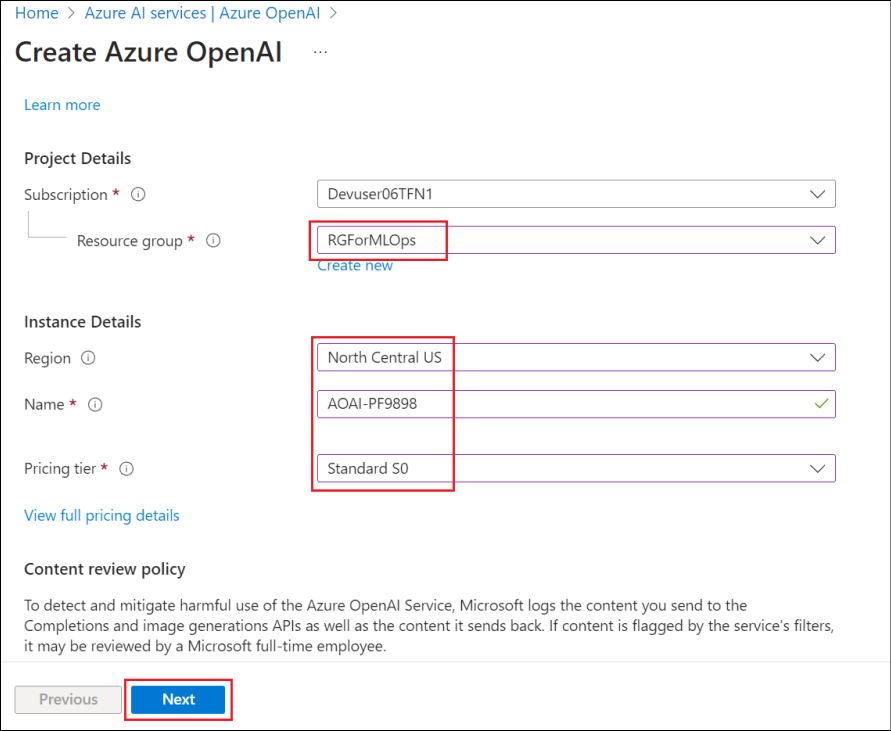 Home > Azure AI services | Azure OpenAI >
Create Azure OpenAI ...
Learn more
Project Details
Subscription * Devuser06TFN1
Resource group * RGForMLOps
Create new
Instance Details
Region North Central US
Name * AOAI-PF9898
Pricing tier * Standard S0
View full pricing details
Content review policy
To detect and mitigate harmful use of the Azure OpenAI Service, Microsoft logs the content you send to the
Completions and image generations APIs as well as the content it sends back. If content is flagged by the service's filters,
it may be reviewed by a Microsoft full-time employee.
Previous Next